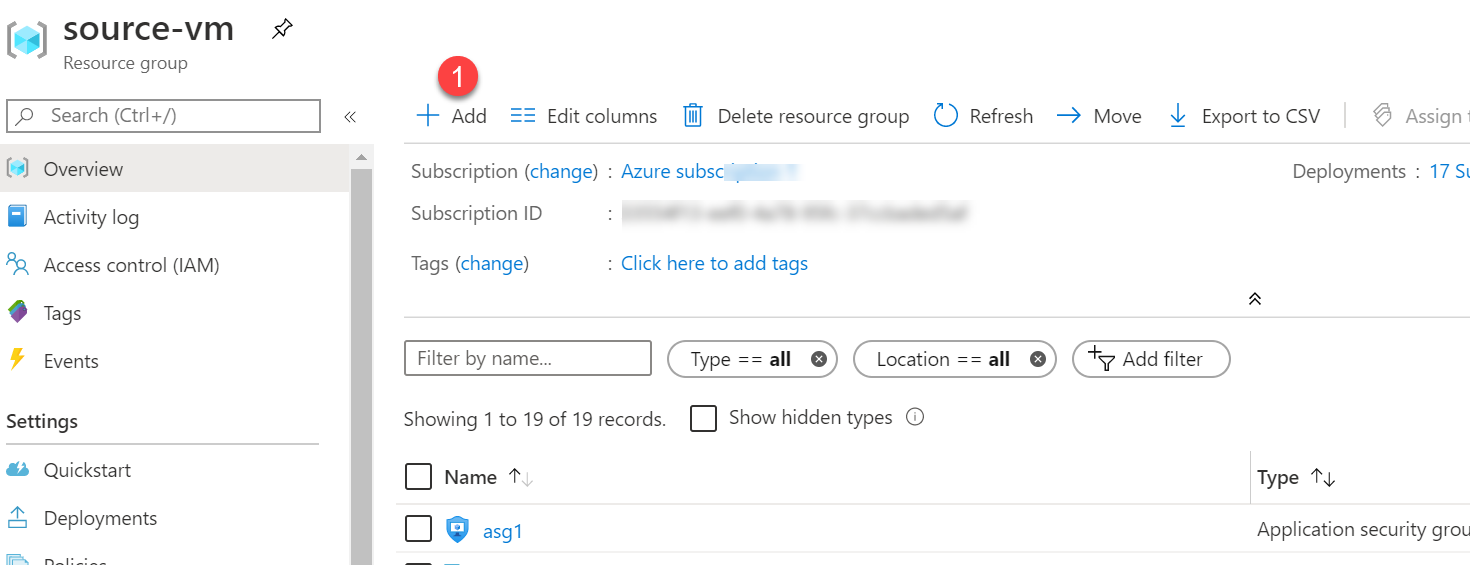 source-vm
Resource group
1
Search (Ctrl+/)
«
Add
Edit columns
Delete resource group
Refresh
Move
Export to CSV
Assign
Overview
Activity log
Access control (IAM)
Tags
Events
Settings
Quickstart
Deployments
Policies
Subscription (change) : Azure
Deployments : 17
Subscription ID :
Tags (change) : Click here to add tags
Filter by name...
Type == all
Location == all
Add filter
Showing 1 to 19 of 19 records.
Show hidden types
Name ↑↓
Type ↑↓
asg1
Application security